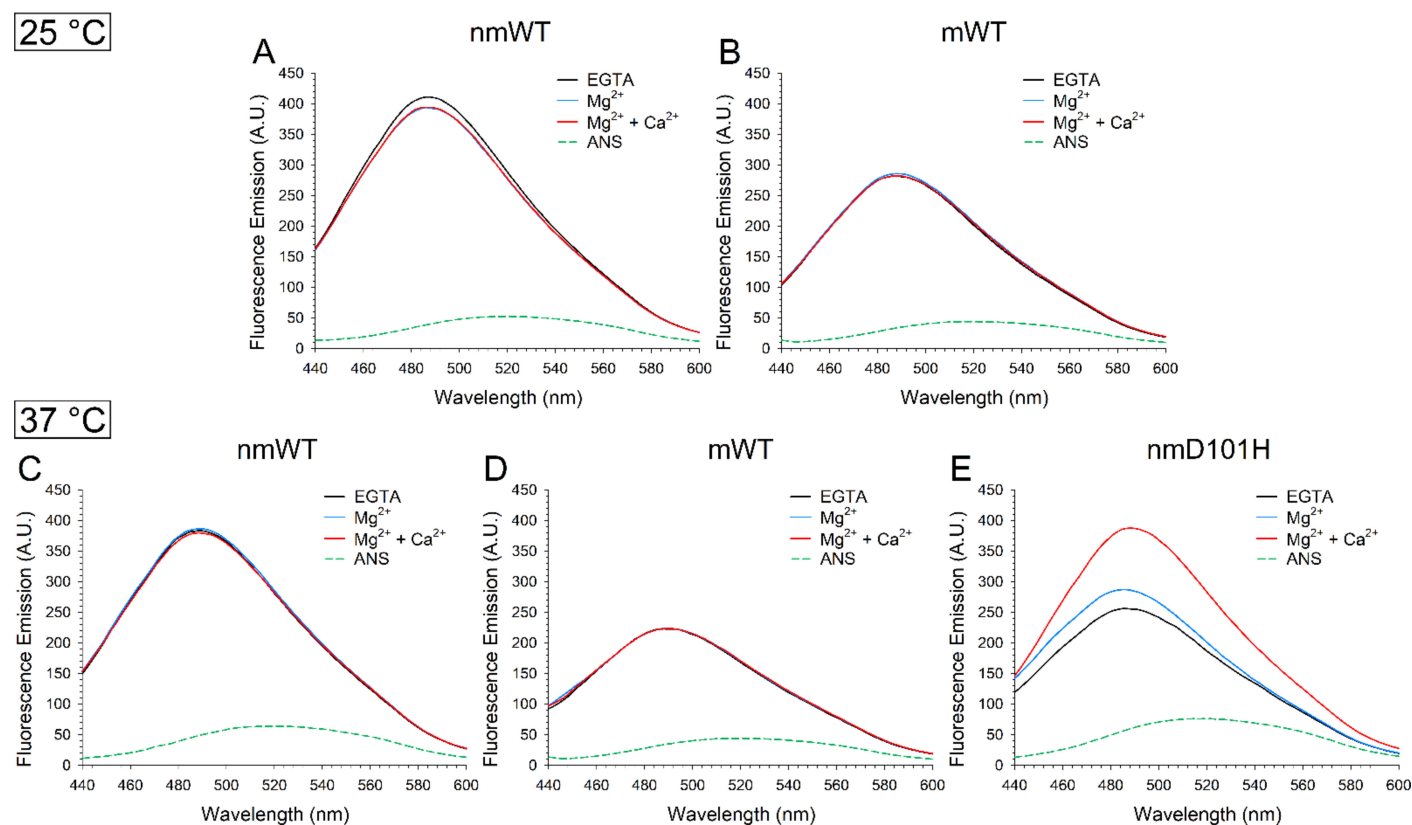 25 °C
A
nmWT
450
400
350
300
250
200
150
100
50
0
Fluorescence Emission (A.U.)
EGTA
Mg²⁺
Mg²⁺ + Ca²⁺
ANS
440 460 480 500 520 540 560 580 600
Wavelength (nm)
B
mWT
450
400
350
300
250
200
150
100
50
0
Fluorescence Emission (A.U.)
EGTA
Mg²⁺
Mg²⁺ + Ca²⁺
ANS
440 460 480 500 520 540 560 580 600
Wavelength (nm)
37 °C
C
nmWT
450
400
350
300
250
200
150
100
50
0
Fluorescence Emission (A.U.)
EGTA
Mg²⁺
Mg²⁺ + Ca²⁺
ANS
440 460 480 500 520 540 560 580 600
Wavelength (nm)
D
mWT
450
400
350
300
250
200
150
100
50
0
Fluorescence Emission (A.U.)
EGTA
Mg²⁺
Mg²⁺ + Ca²⁺
ANS
440 460 480 500 520 540 560 580 600
Wavelength (nm)
E
nmD101H
450
400
350
300
250
200
150
100
50
0
Fluorescence Emission (A.U.)
EGTA
Mg²⁺
Mg²⁺ + Ca²⁺
ANS
440 460 480 500 520 540 560 580 600
Wavelength (nm)